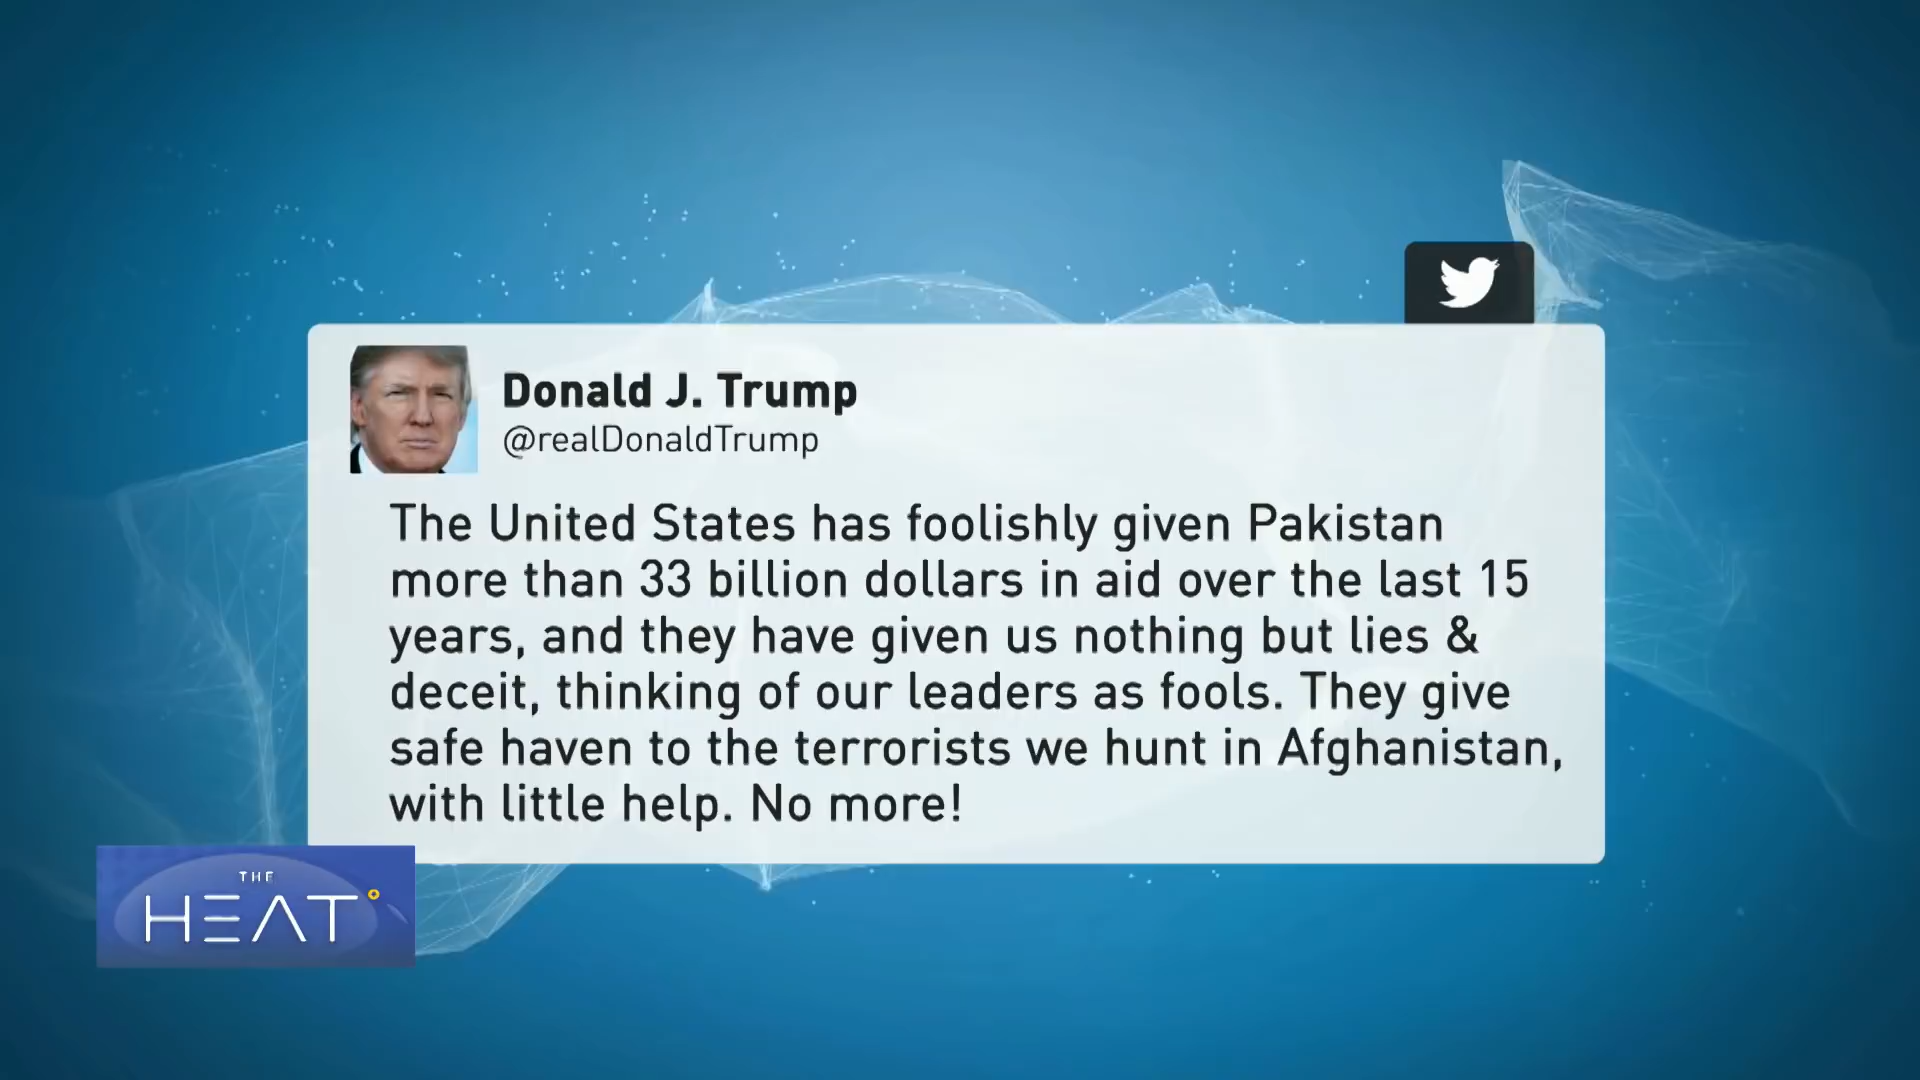 Donald J. Trump
@realDonaldTrump
The United States has foolishly given Pakistan
more than 33 billion dollars in aid over the last 15
years, and they have given us nothing but lies &
deceit, thinking of our leaders as fools. They give
safe haven to the terrorists we hunt in Afghanistan,
with little help. No more!
THE
HEAT